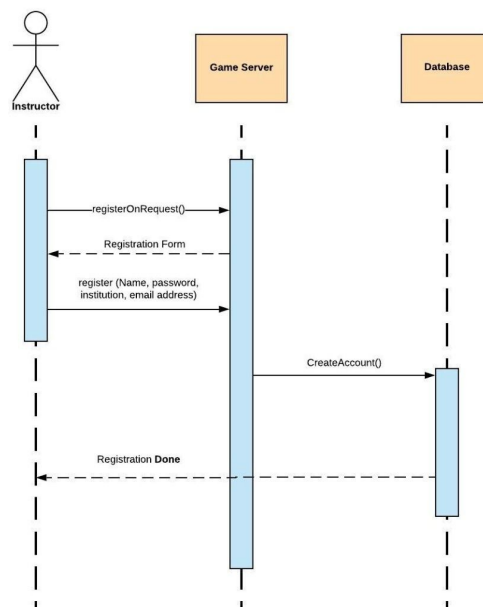 Instructor
Game Server
Database
registerOnRequest()
Registration Form
register (Name, password,
institution, email address)
CreateAccount()
Registration Done